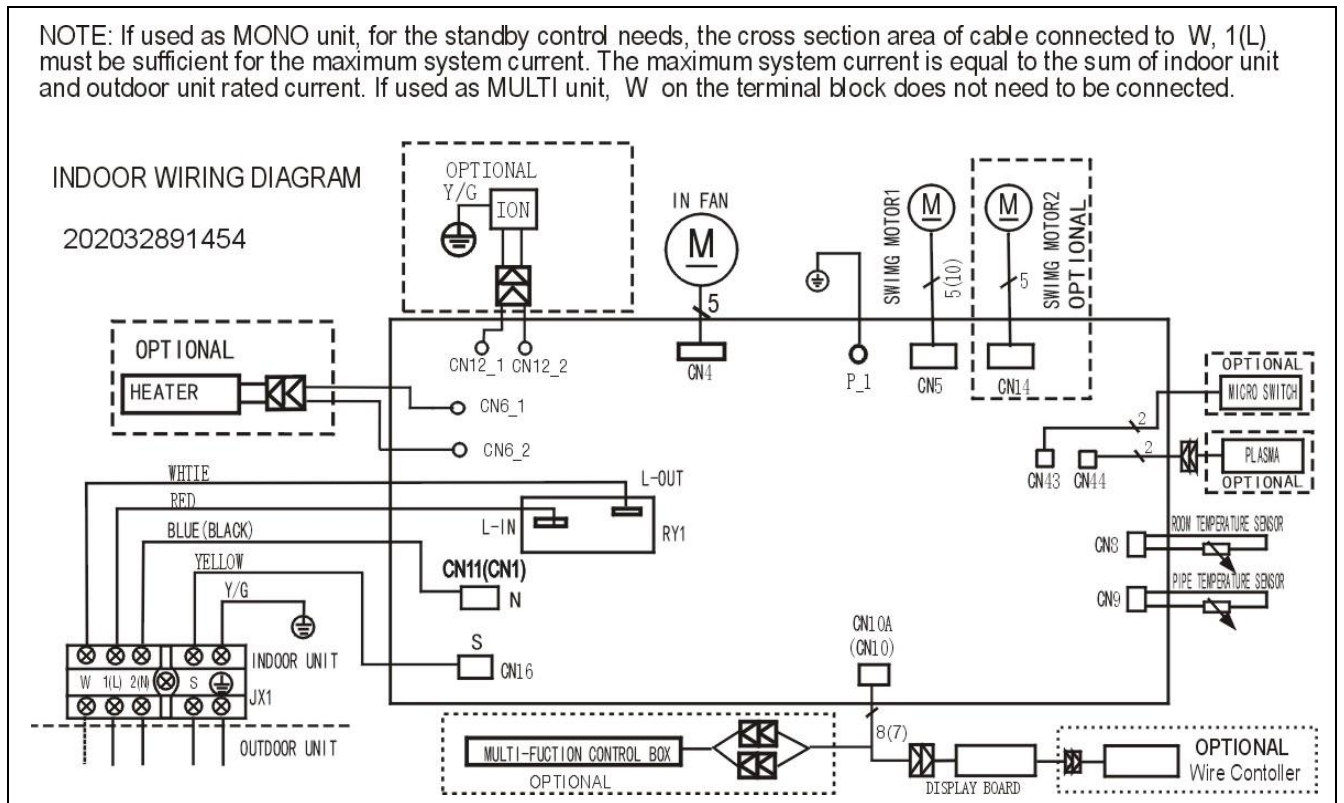 NOTE: If used as MONO unit, for the standby control needs, the cross section area of cable connected to W, 1(L)
must be sufficient for the maximum system current. The maximum system current is equal to the sum of indoor unit
and outdoor unit rated current. If used as MULTI unit, W on the terminal block does not need to be connected.
INDOOR WIRING DIAGRAM
202032891454
OPTIONAL
Y/G
ION
IN FAN
M
5
SWIMG MOTOR1
M
5(10)
M
5
SWIMG MOTOR2
OPTIONAL
OPTIONAL
HEATER
CN12_1 CN12_2
CN4
P_1
CN5
CN14
CN6_1
CN6_2
OPTIONAL
MICRO SWITCH
2
2
PLASMA
OPTIONAL
CN43 CN44
WHTIE
L-OUT
RED
L-IN
RY1
BLUE(BLACK)
CN11(CN1)
N
YELLOW
Y/G
ROOM TEMPERATURE SENSOR
CN8
PIPE TEMPERATURE SENSOR
CN9
S
CN16
CN10A
(CN10)
INDOOR UNIT
W 1(L) 2(N) S
JX1
OUTDOOR UNIT
8(7)
MULTI-FUCTION CONTROL BOX
OPTIONAL
DISPLAY BOARD
OPTIONAL
Wire Contoller